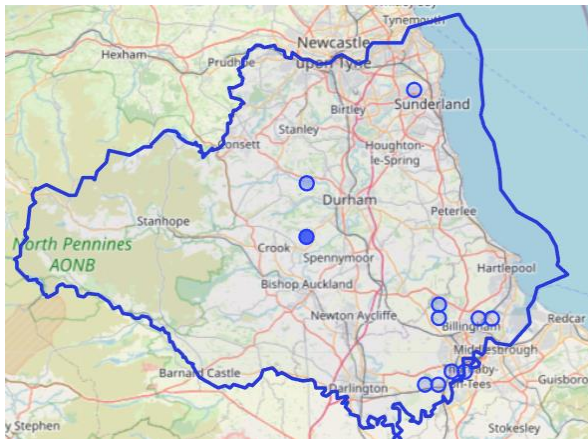 Tynemouth
Hexham
Prudhoe
Newcastle
upon Tyne
Sunderland
Birtley
Stanley
Consett
Houghton-
le-Spring
Durham
Peterlee
Stanhope
North Pennines
AONB
Crook
Spennymoor
Hartlepool
Bishop Auckland
Newton Aycliffe
Billingham
Redcar
Middlesbrough
Barnard Castle
Darlington
Guisboro
Stokesley
y Stephen